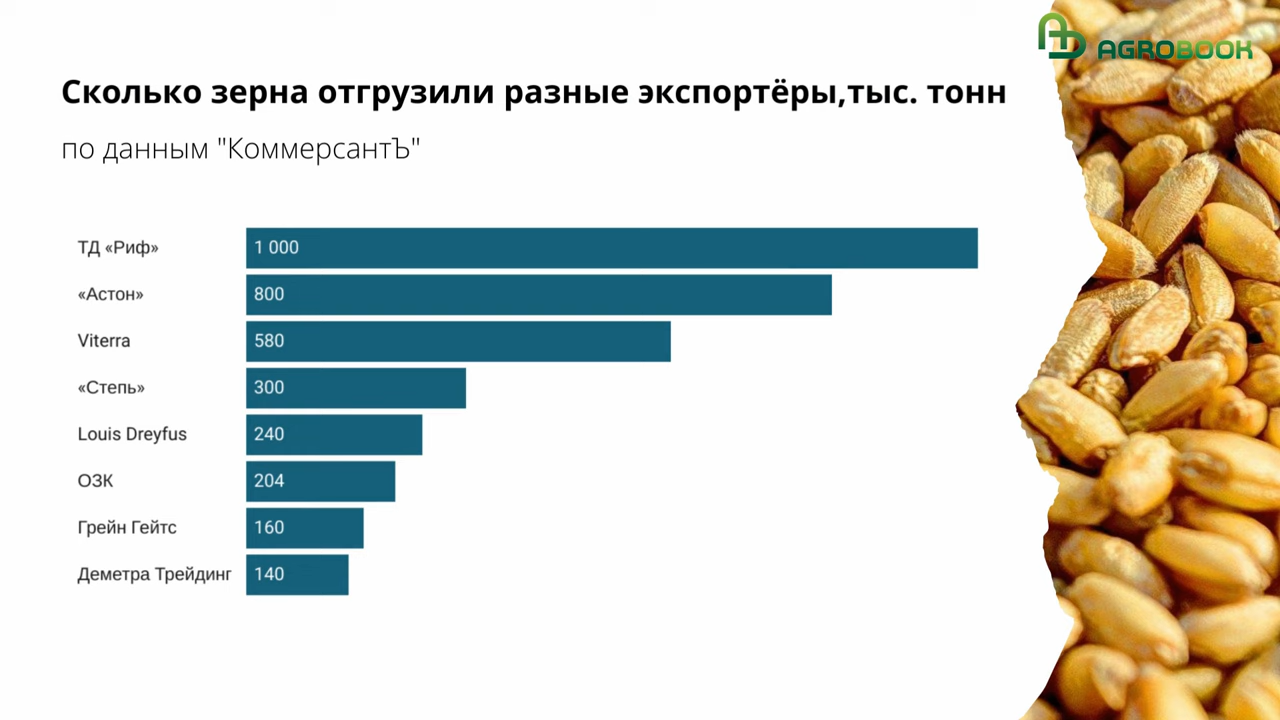 AGROBOOK
Сколько зерна отгрузили разные экспортёры,тыс. тонн
по данным "КоммерсантЪ"
ТД «Риф» 1 000
«Астон» 800
Viterra 580
«Степь» 300
Louis Dreyfus 240
ОЗК 204
Грейн Гейтс 160
Деметра Трейдинг 140